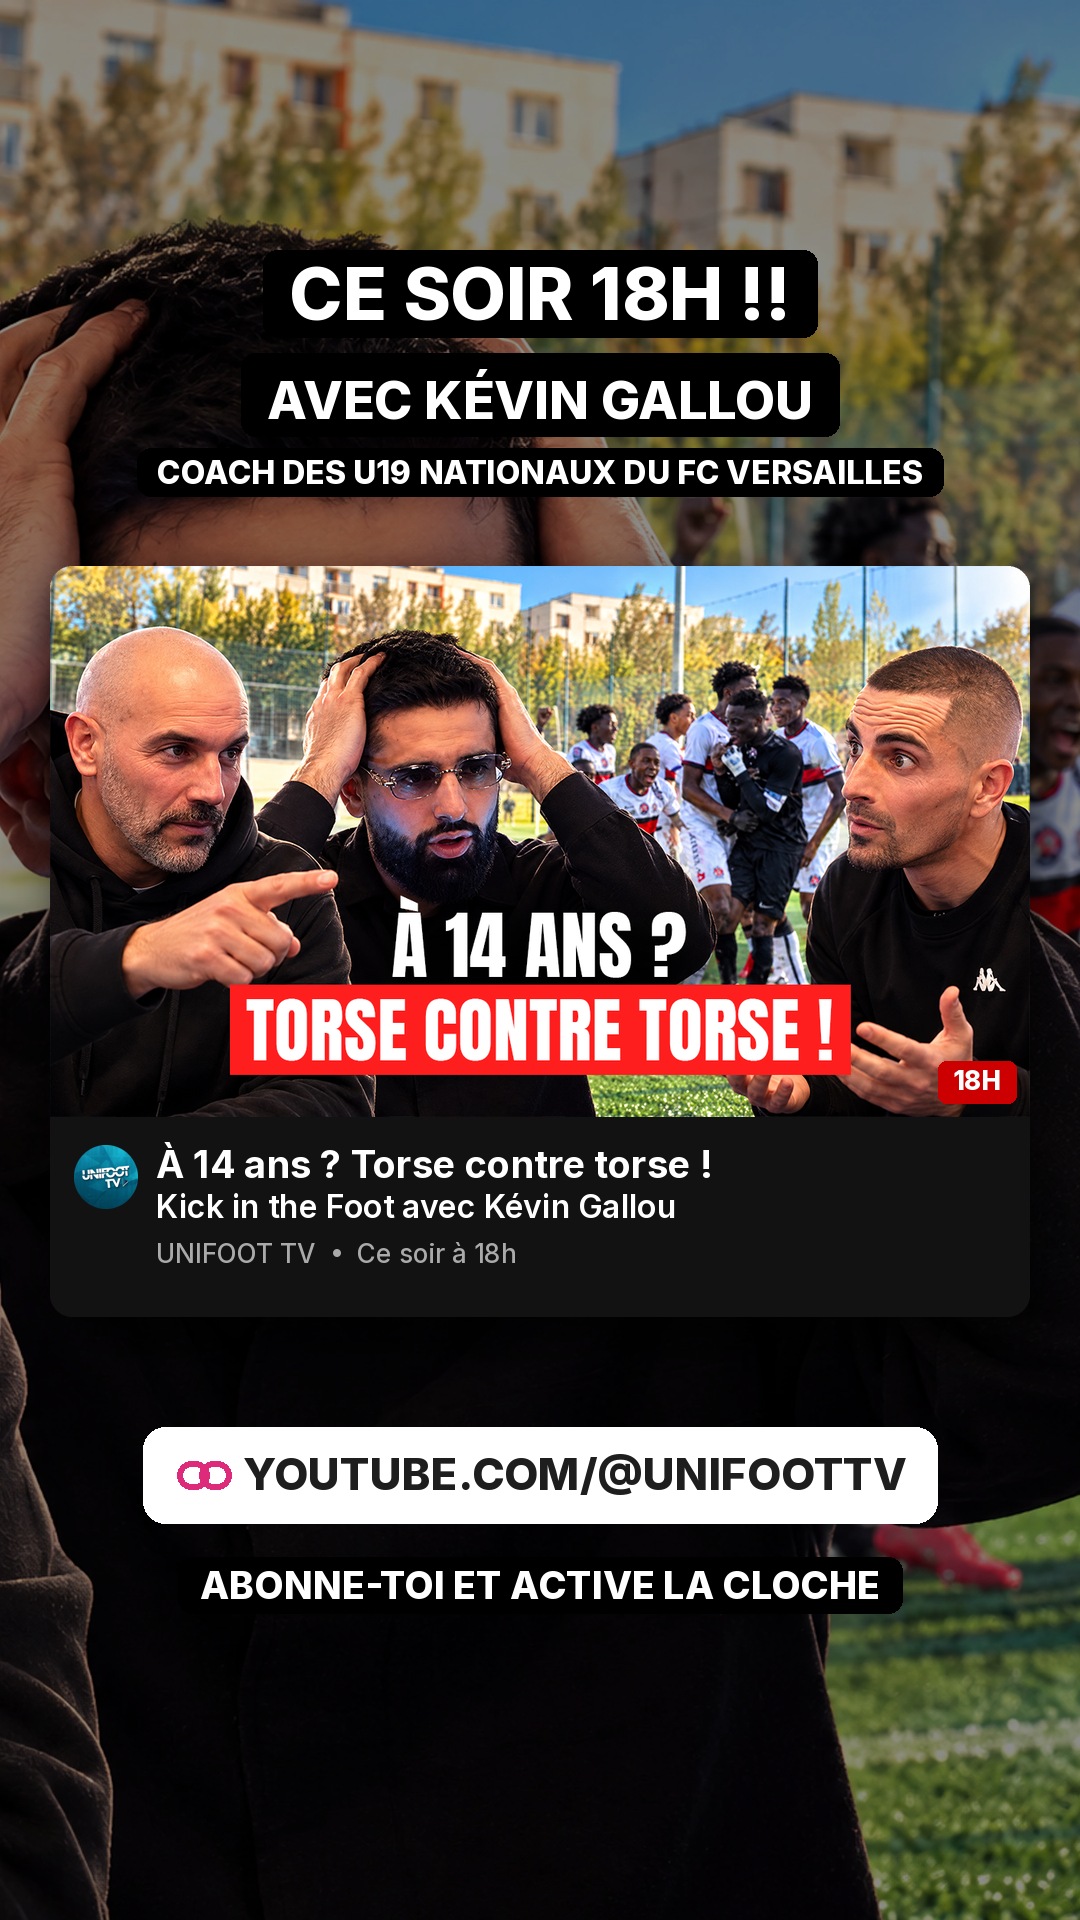 CE SOIR 18H !!
AVEC KÉVIN GALLOU
COACH DES U19 NATIONAUX DU FC VERSAILLES
À 14 ANS ?
TORSE CONTRE TORSE !
18H
UNIFOOT
TV
À 14 ans ? Torse contre torse !
Kick in the Foot avec Kévin Gallou
UNIFOOT TV • Ce soir à 18h
YOUTUBE.COM/@UNIFOOTTV
ABONNE-TOI ET ACTIVE LA CLOCHE